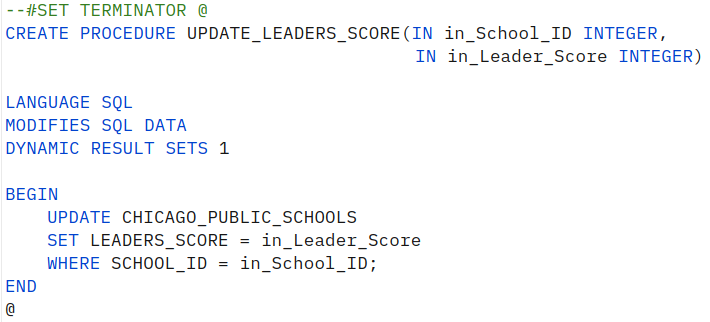 --#SET TERMINATOR @
CREATE PROCEDURE UPDATE_LEADERS_SCORE(IN in_School_ID INTEGER,
IN in_Leader_Score INTEGER)
LANGUAGE SQL
MODIFIES SQL DATA
DYNAMIC RESULT SETS 1
BEGIN
UPDATE CHICAGO_PUBLIC_SCHOOLS
SET LEADERS_SCORE = in_Leader_Score
WHERE SCHOOL_ID = in_School_ID;
END
@